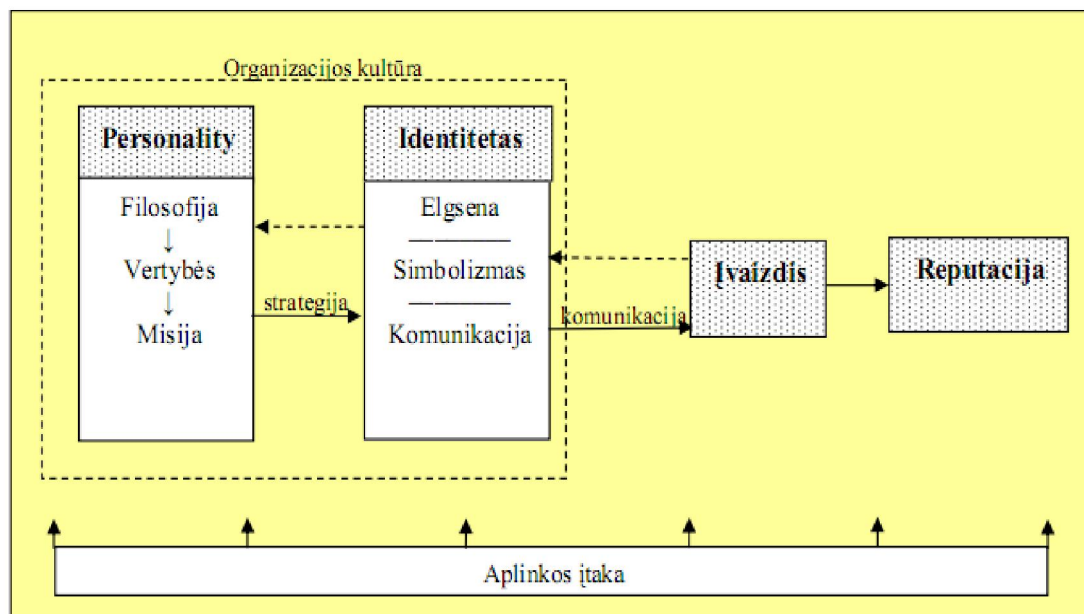 Organizacijos kultūra
Personality
Filosofija
↓
Vertybės
↓
Misija
strategija
Identitetas
Elgsena
Simbolizmas
Komunikacija
komunikacija
Įvaizdis
Reputacija
Aplinkos įtaka